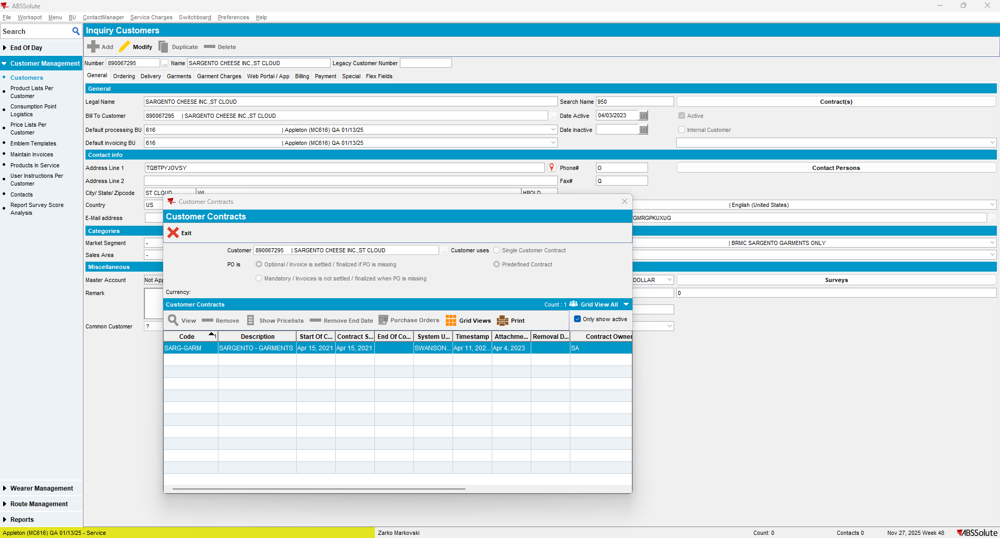 ABSSolute
File Workspot Menu BU ContactManager Service Charges Switchboard Preferences Help
Search
Inquiry Customers
Add Modify Duplicate Delete
End Of Day
Customer Management
Customers
Product Lists Per
Customer
Consumption Point
Logistics
Price Lists Per
Customer
Emblem Templates
Maintain Invoices
Products In Service
User Instructions Per
Customer
Contacts
Report Survey Score
Analysis
Wearer Management
Route Management
Reports
Number 890067295 ... Name SARGENTO CHEESE INC.,ST CLOUD Legacy Customer Number
General Ordering Delivery Garments Garment Charges Web Portal / App Billing Payment Special Flex Fields
General
Legal Name SARGENTO CHEESE INC.,ST CLOUD Search Name 950 Contract(s)
Bill To Customer 890067295 | SARGENTO CHEESE INC.,ST CLOUD ... Date Active 04/03/2023 16 Active
Default processing BU 616 | Appleton (MC616) QA 01/13/25 Date Inactive 16 Internal Customer
Default invoicing BU 616 | Appleton (MC616) QA 01/13/25
Contact info
Address Line 1 TQBTPYJOVSY Phone# O Contact Persons
Address Line 2 Fax# Q
City/ State/ Zipcode ST CLOUD WI HPOLD
Country US | English (United States)
E-Mail address GMRGPKUXUG ...
Categories
Market Segment - | BRMC SARGENTO GARMENTS ONLY
Sales Area -
Miscellaneous
Master Account Not App DOLLAR Surveys
Remark 0
Common Customer ?
Customer Contracts
Customer Contracts
Exit
Customer 890067295 | SARGENTO CHEESE INC.,ST CLOUD ... Customer uses Single Customer Contract
PO is Optional / Invoice is settled / finalized if PO is missing Predefined Contract
Mandatory / Invoices is not settled / finalized when PO is missing
Currency:
Customer Contracts Count : 1 Grid View All
View Remove Show Pricelists Remove End Date Purchase Orders Grid Views Print Only show active
Code 1 Description Start Of C... Contract S... End Of Co... System U... Timestamp Attachme... Removal D... Contract Owner
SARG-GARM SARGENTO - GARMENTS Apr 15, 2021 Apr 15, 2021 SWANSON... Apr 11, 202... Apr 4, 2023 SA
Appleton (MC616) QA 01/13/25 - Service Zarko Markovski Count: 0 Contacts 0 Nov 27, 2025 Week 48 ABSSolute